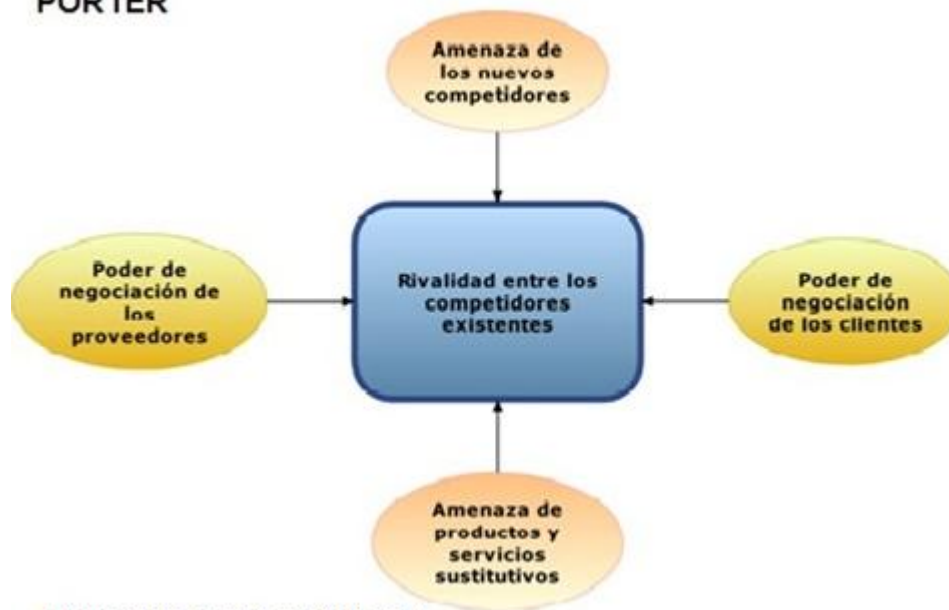 PORTER
Amenaza de
los nuevos
competidores
Poder de
negociación de
los
proveedores
Rivalidad entre los
competidores
existentes
Poder de
negociación
de los clientes
Amenaza de
productos y
servicios
sustitutivos